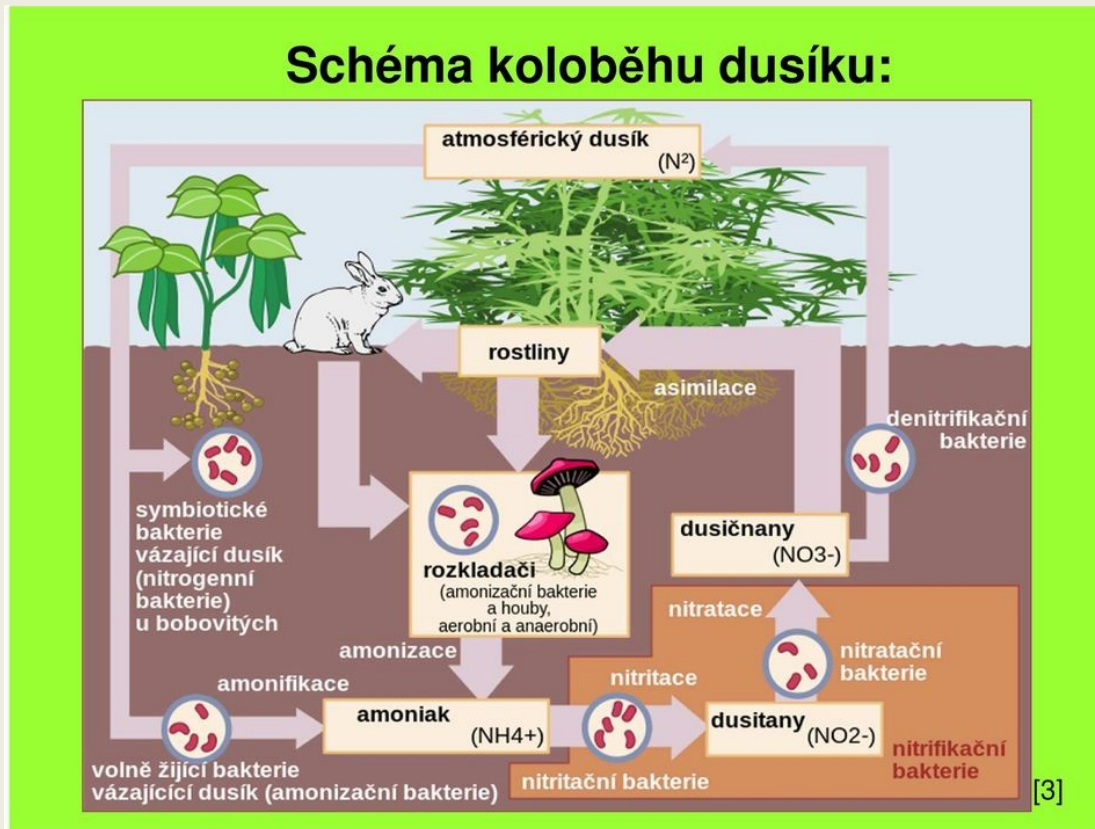 Schéma koloběhu dusíku:
atmosférický dusík
(N²)
rostliny
asimilace
denitrifikační
bakterie
symbiotické
bakterie
vázající dusík
(nitrogenní
bakterie)
u bobovitých
rozkladači
(amonizační bakterie
a houby,
aerobní a anaerobní)
dusičnany
(NO3-)
nitratace
nitratační
bakterie
amonizace
amonifikace
nitritace
amoniak
(NH4+)
dusitany
(NO2-)
nitrifikační
bakterie
nitritační bakterie
volně žijící bakterie
vázajícící dusík (amonizační bakterie)
[3]